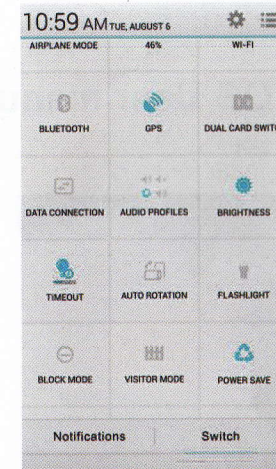 10:59 AM TUE, AUGUST 6
AIRPLANE MODE 46% WI-FI
BLUETOOTH GPS DUAL CARD SWITC
DATA CONNECTION AUDIO PROFILES BRIGHTNESS
TIMEOUT AUTO ROTATION FLASHLIGHT
BLOCK MODE VISITOR MODE POWER SAVE
Notifications Switch